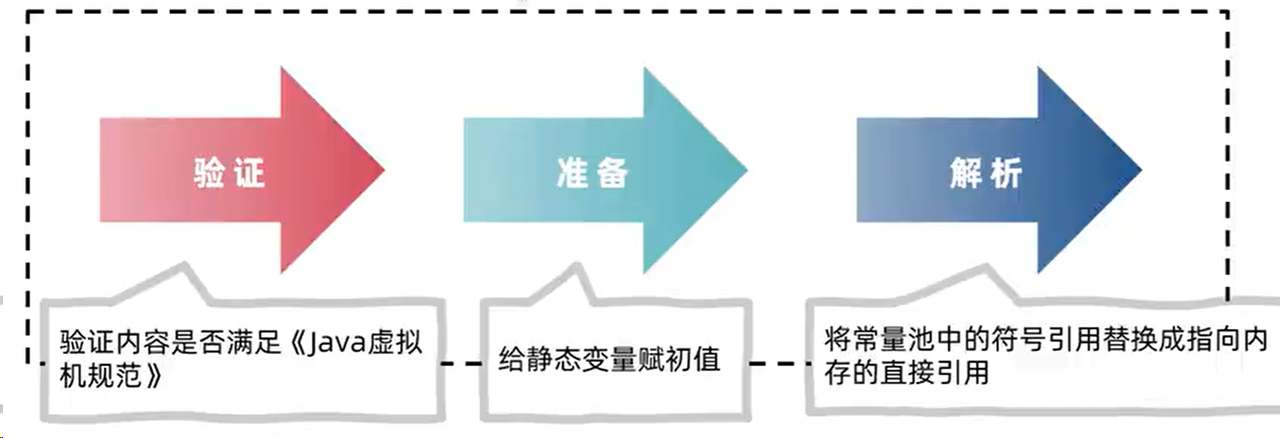 验证
准备
解析
验证内容是否满足《Java虚拟
机规范》
给静态变量赋初值
将常量池中的符号引用替换成指向内
存的直接引用